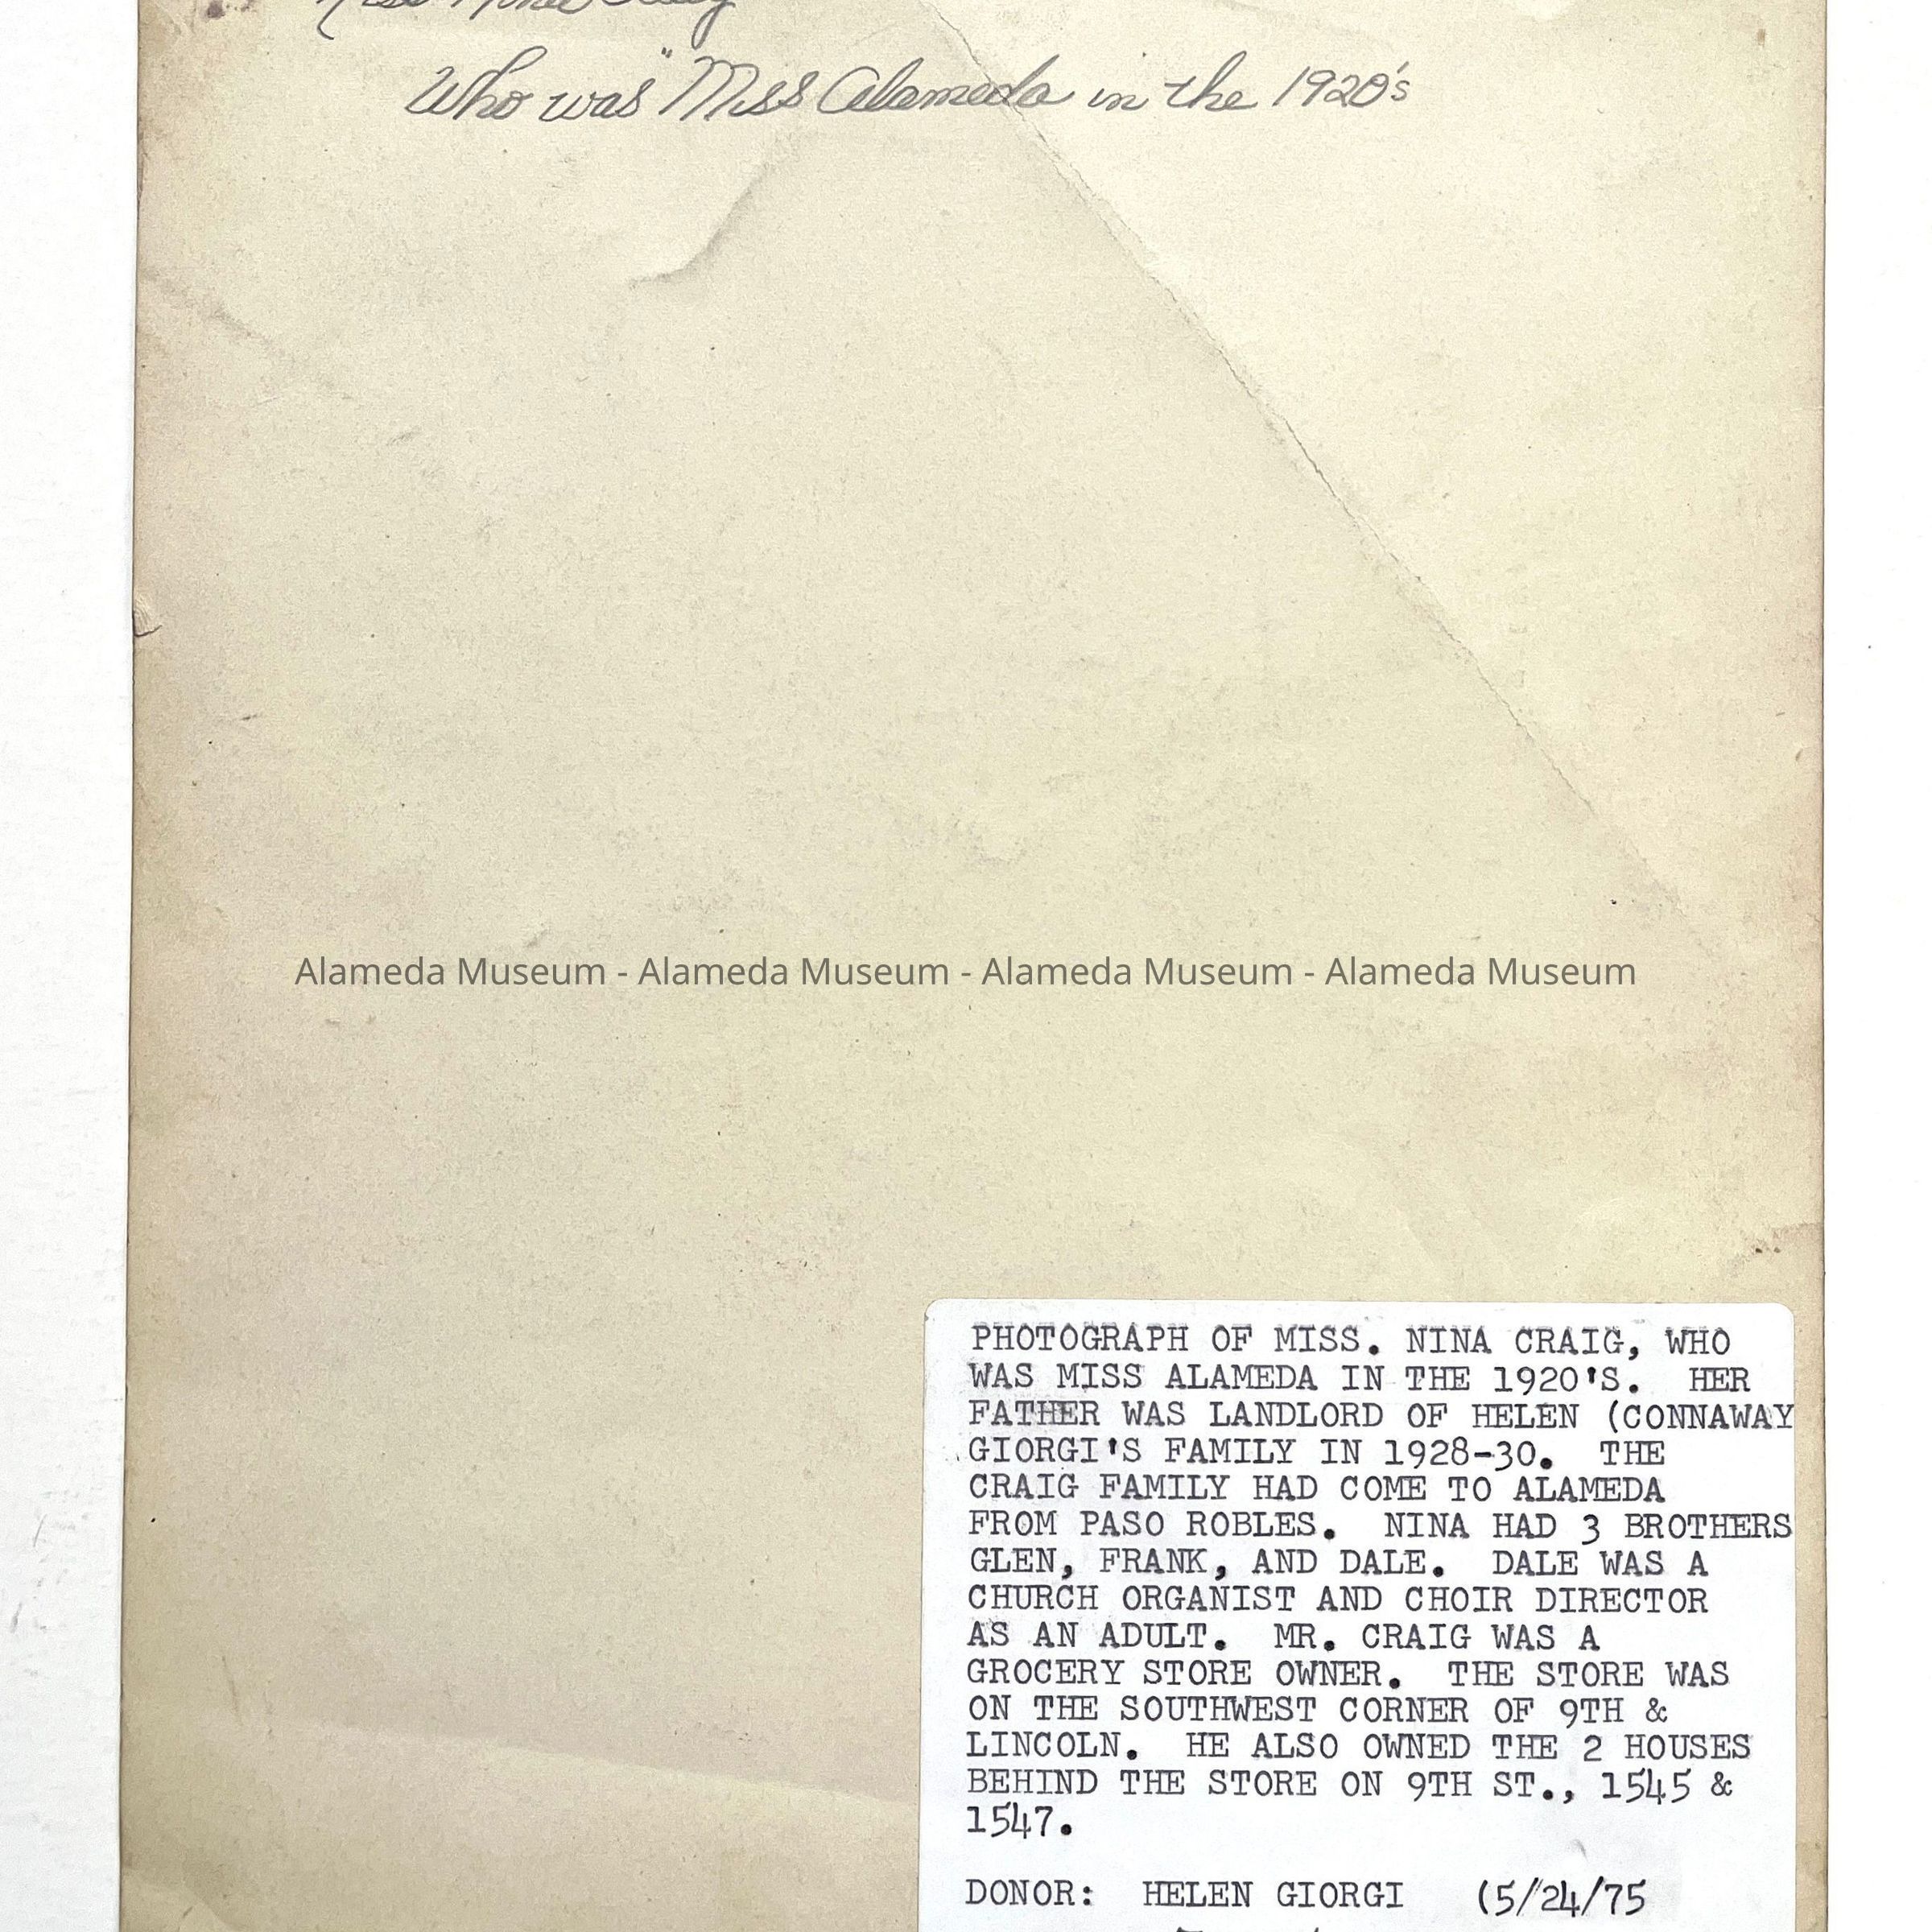 Miss Nina Craig
Who was "Miss Alameda in the 1920's
Alameda Museum - Alameda Museum - Alameda Museum - Alameda Museum
PHOTOGRAPH OF MISS. NINA CRAIG, WHO
WAS MISS ALAMEDA IN THE 1920'S. HER
FATHER WAS LANDLORD OF HELEN (CONNAWAY
GIORGI'S FAMILY IN 1928-30. THE
CRAIG FAMILY HAD COME TO ALAMEDA
FROM PASO ROBLES. NINA HAD 3 BROTHERS
GLEN, FRANK, AND DALE. DALE WAS A
CHURCH ORGANIST AND CHOIR DIRECTOR
AS AN ADULT. MR. CRAIG WAS A
GROCERY STORE OWNER. THE STORE WAS
ON THE SOUTHWEST CORNER OF 9TH &
LINCOLN. HE ALSO OWNED THE 2 HOUSES
BEHIND THE STORE ON 9TH ST., 1545 &
1547.
DONOR: HELEN GIORGI (5/24/75